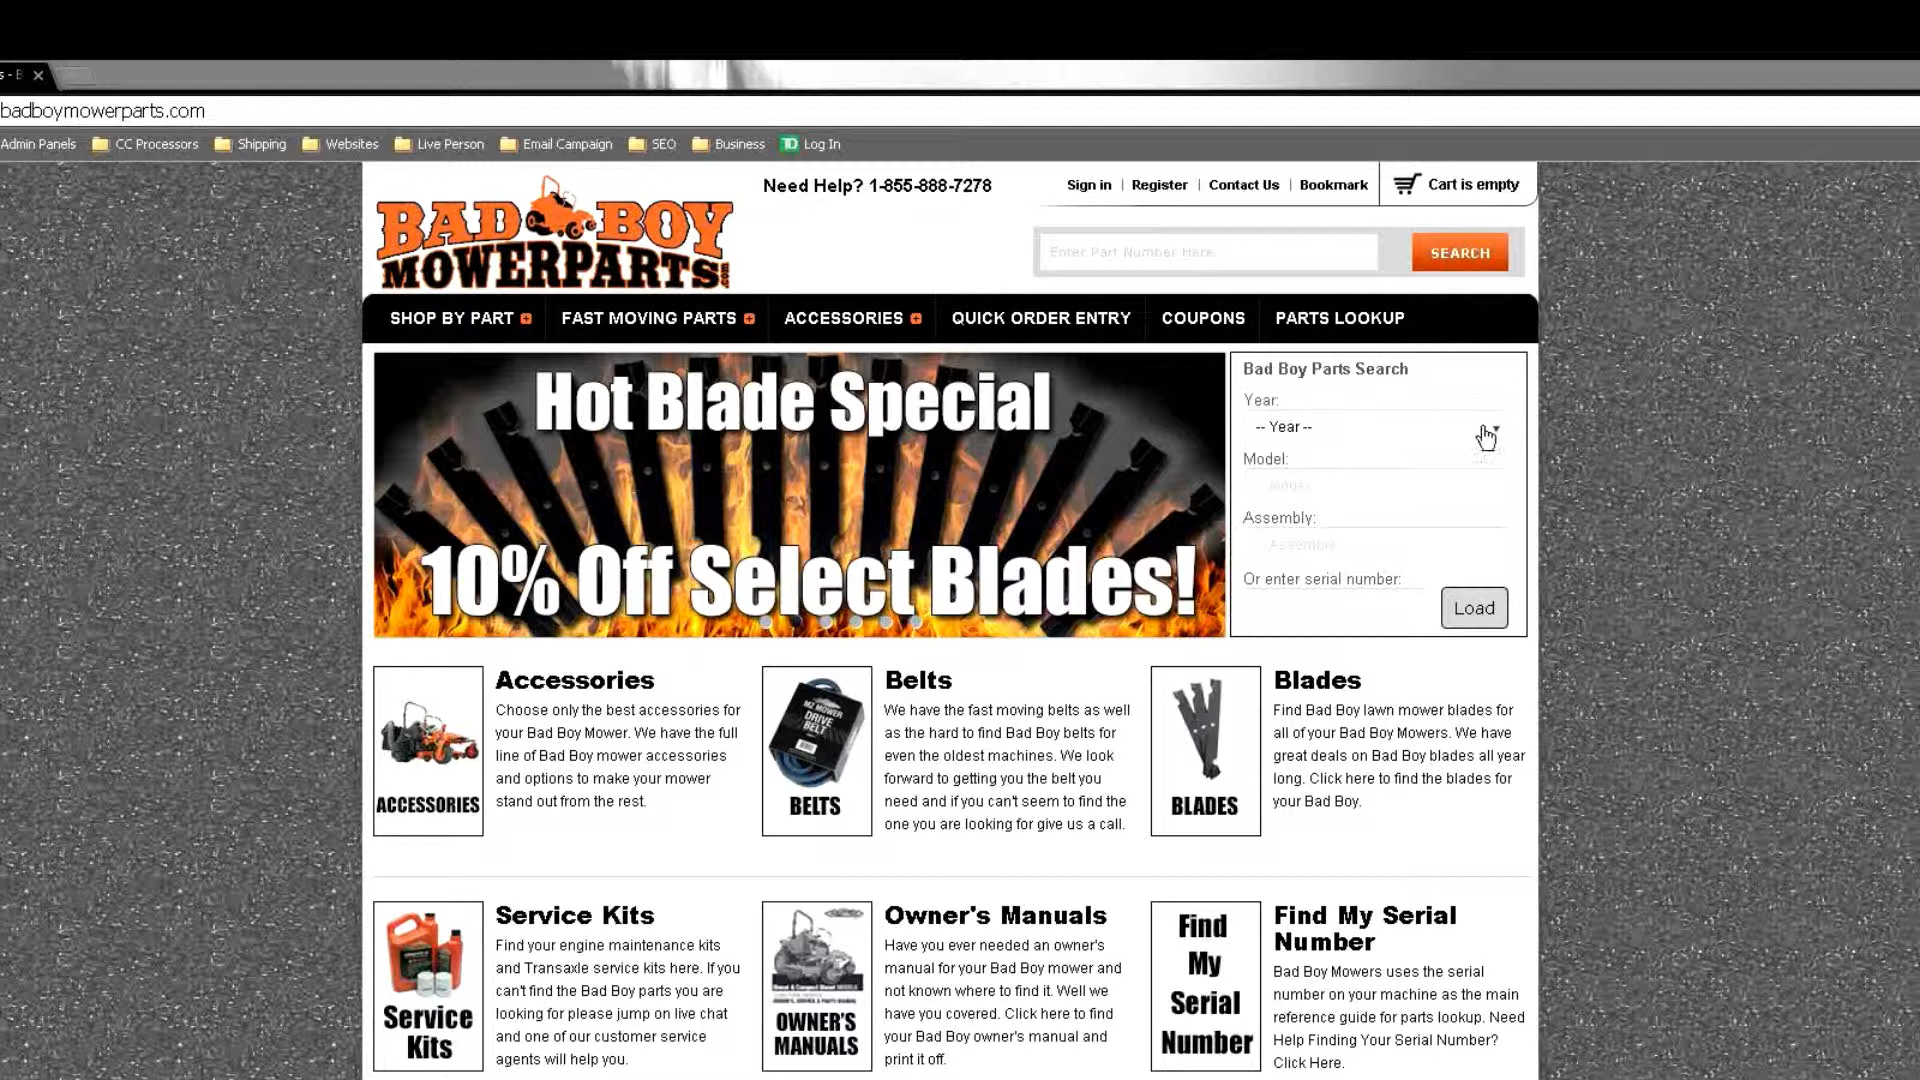 s - B
badboymowerparts.com
Admin Panels CC Processors Shipping Websites Live Person Email Campaign SEO Business TD Log In
Need Help? 1-855-888-7278
Sign in | Register | Contact Us | Bookmark
Cart is empty
BAD BOY
MOWERPARTS.com
Enter Part Number Here
SEARCH
SHOP BY PART FAST MOVING PARTS ACCESSORIES QUICK ORDER ENTRY COUPONS PARTS LOOKUP
Hot Blade Special
10% Off Select Blades!
Bad Boy Parts Search
Year:
-- Year --
Model:
Model
Assembly:
Assembly
Or enter serial number:
Load
ACCESSORIES
Accessories
Choose only the best accessories for
your Bad Boy Mower. We have the full
line of Bad Boy mower accessories
and options to make your mower
stand out from the rest.
MZ MOWER
DRIVE
BELT
BELTS
Belts
We have the fast moving belts as well
as the hard to find Bad Boy belts for
even the oldest machines. We look
forward to getting you the belt you
need and if you can't seem to find the
one you are looking for give us a call.
BLADES
Blades
Find Bad Boy lawn mower blades for
all of your Bad Boy Mowers. We have
great deals on Bad Boy blades all year
long. Click here to find the blades for
your Bad Boy.
Service
Kits
Service Kits
Find your engine maintenance kits
and Transaxle service kits here. If you
can't find the Bad Boy parts you are
looking for please jump on live chat
and one of our customer service
agents will help you.
OWNER'S
MANUALS
Owner's Manuals
Have you ever needed an owner's
manual for your Bad Boy mower and
not known where to find it. Well we
have you covered. Click here to find
your Bad Boy owner's manual and
print it off.
Find
My
Serial
Number
Find My Serial
Number
Bad Boy Mowers uses the serial
number on your machine as the main
reference guide for parts lookup. Need
Help Finding Your Serial Number?
Click Here.